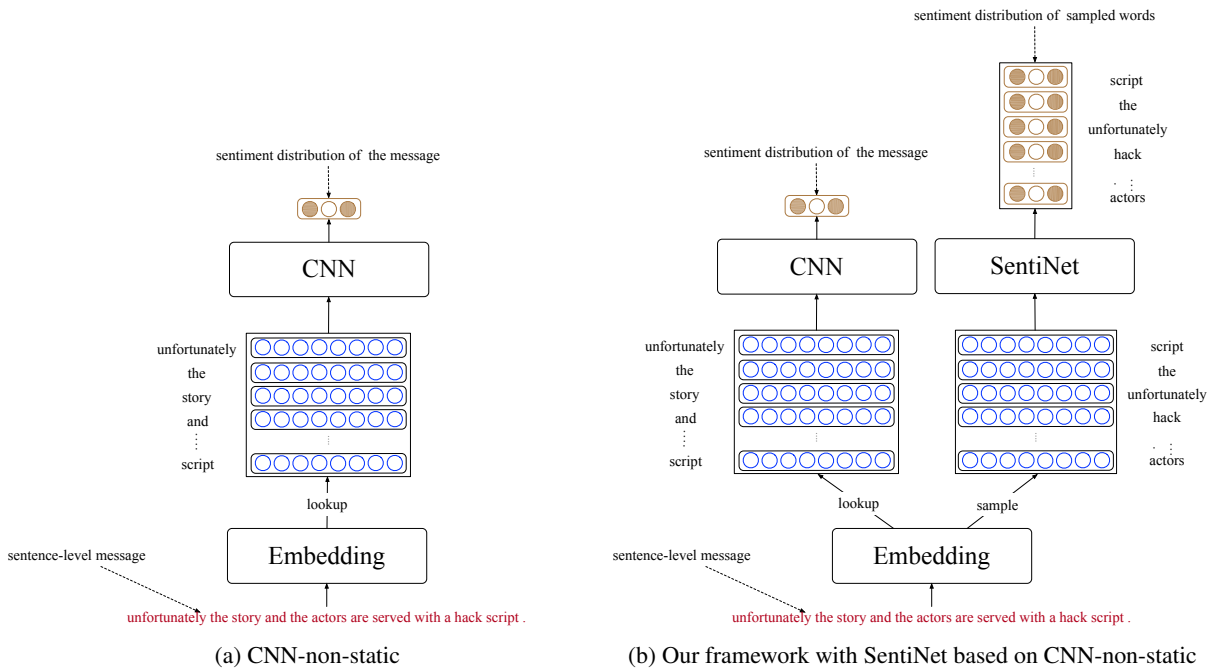 sentiment distribution of the message
CNN
unfortunately
the
story
and
script
lookup
Embedding
sentence-level message
unfortunately the story and the actors are served with a hack script .
(a) CNN-non-static
sentiment distribution of sampled words
script
the
unfortunately
hack
actors
sentiment distribution of the message
CNN
SentiNet
unfortunately
the
story
and
script
script
the
unfortunately
hack
actors
lookup
sample
Embedding
sentence-level message
unfortunately the story and the actors are served with a hack script .
(b) Our framework with SentiNet based on CNN-non-static